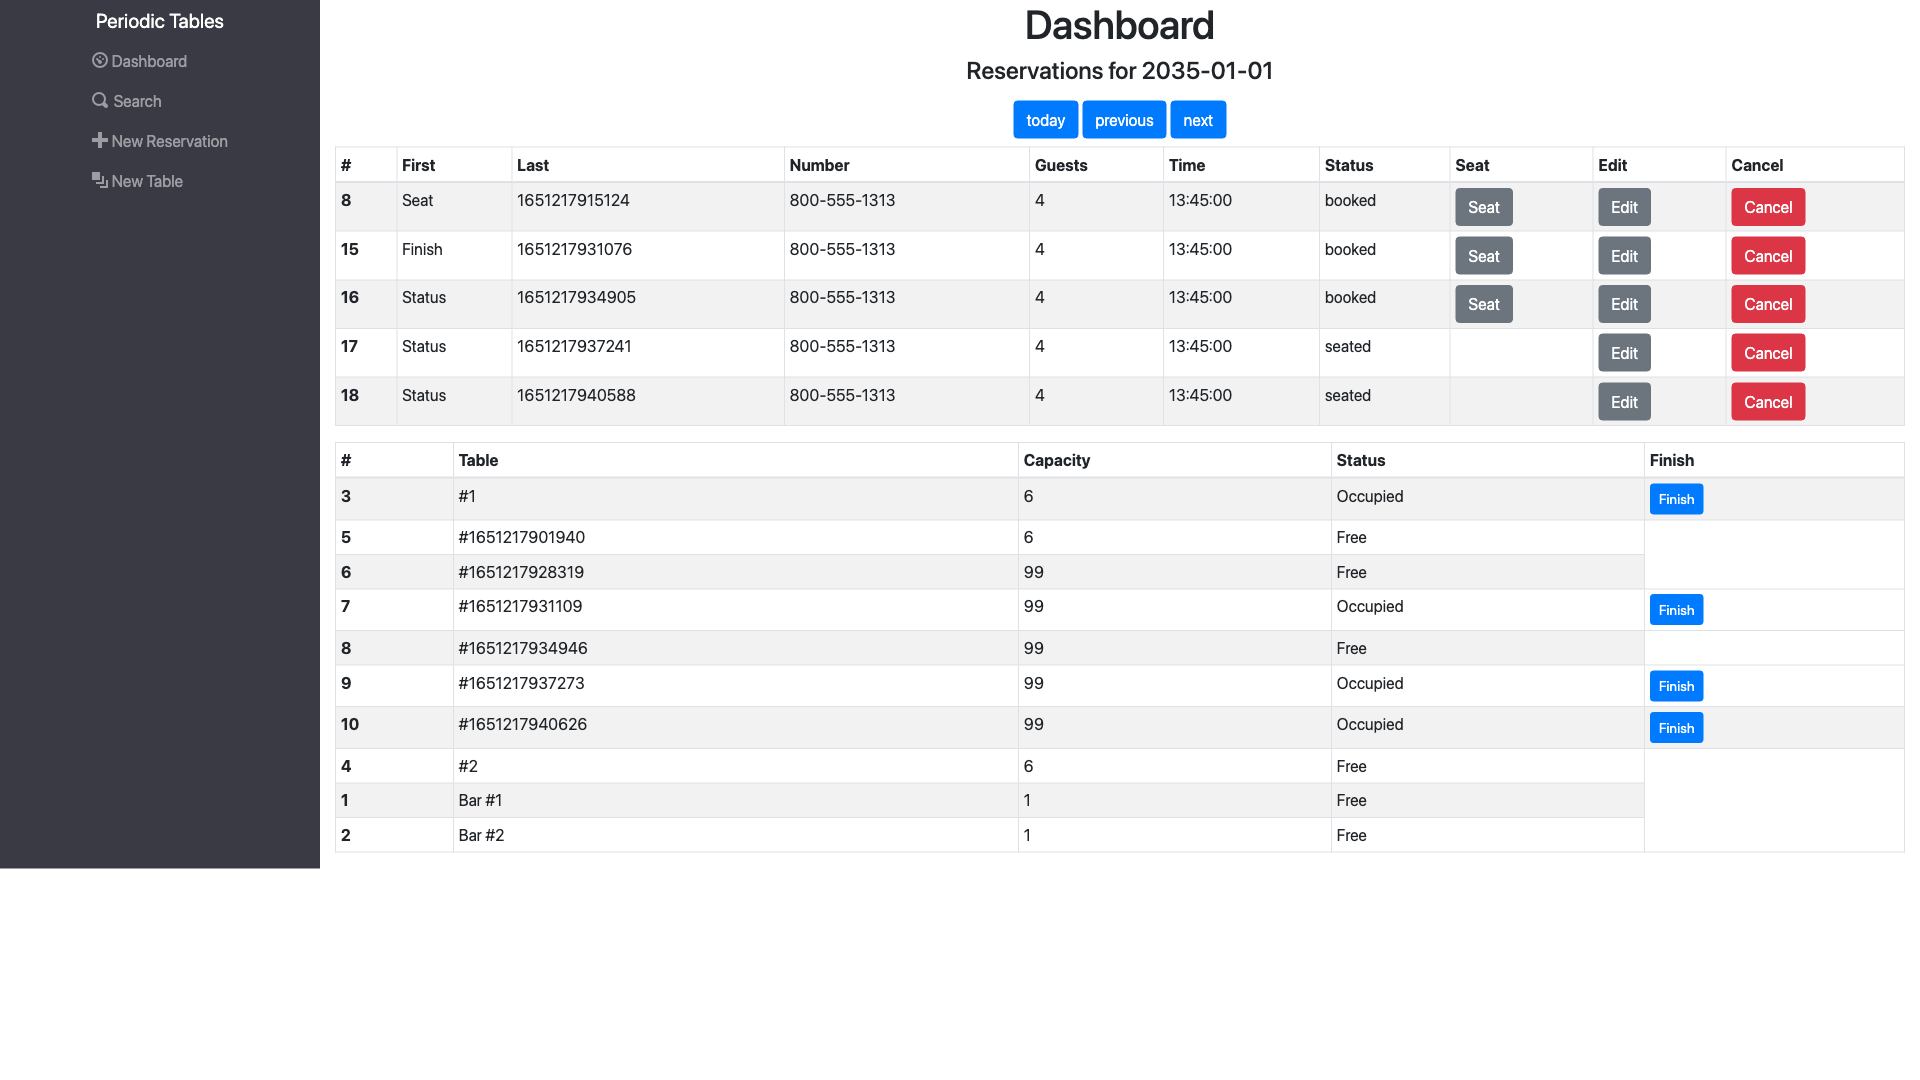 Periodic Tables
Dashboard
Search
New Reservation
New Table
Dashboard
Reservations for 2035-01-01
today previous next
# First Last Number Guests Time Status Seat Edit Cancel
8 Seat 1651217915124 800-555-1313 4 13:45:00 booked Seat Edit Cancel
15 Finish 1651217931076 800-555-1313 4 13:45:00 booked Seat Edit Cancel
16 Status 1651217934905 800-555-1313 4 13:45:00 booked Seat Edit Cancel
17 Status 1651217937241 800-555-1313 4 13:45:00 seated Edit Cancel
18 Status 1651217940588 800-555-1313 4 13:45:00 seated Edit Cancel
# Table Capacity Status Finish
3 #1 6 Occupied Finish
5 #1651217901940 6 Free
6 #1651217928319 99 Free
7 #1651217931109 99 Occupied Finish
8 #1651217934946 99 Free
9 #1651217937273 99 Occupied Finish
10 #1651217940626 99 Occupied Finish
4 #2 6 Free
1 Bar #1 1 Free
2 Bar #2 1 Free